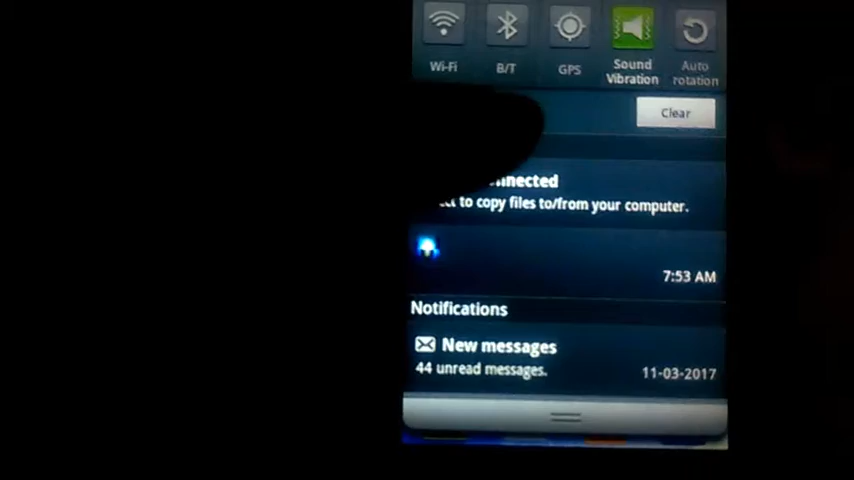 Wi-Fi B/T GPS Sound Vibration Auto rotation
Clear
to copy files to/from your computer.
7:53 AM
Notifications
New messages
44 unread messages.
11-03-2017